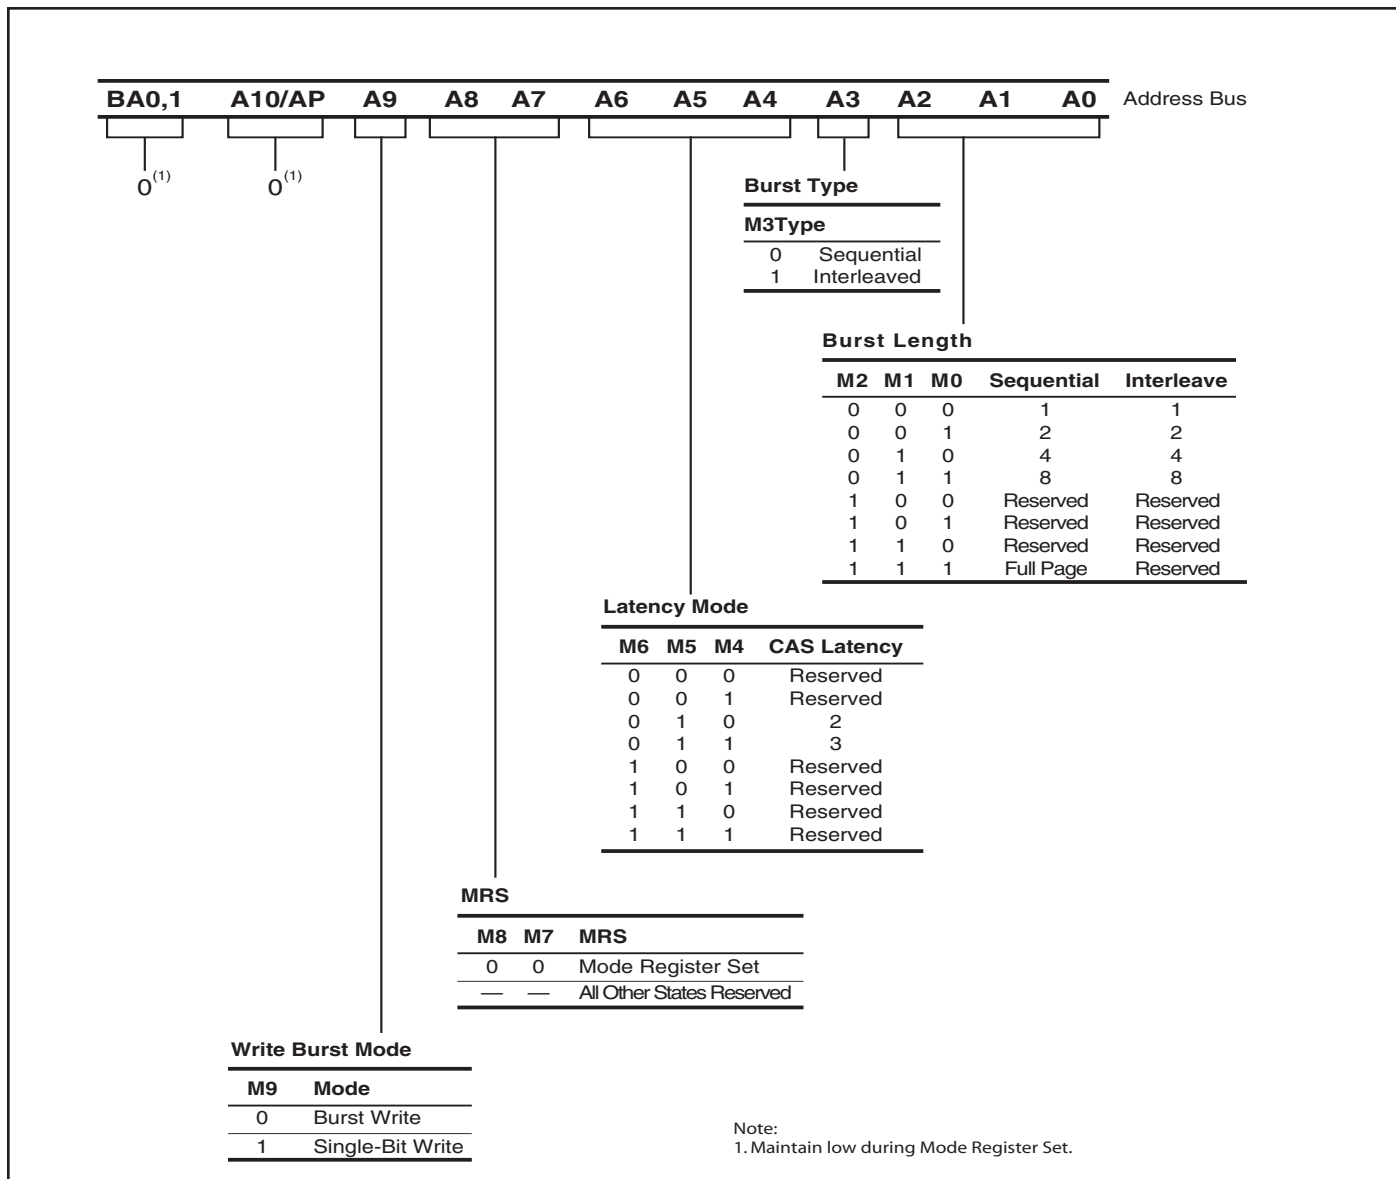 BA0,1 A10/AP A9 A8 A7 A6 A5 A4 A3 A2 A1 A0 Address Bus
0(1) 0(1)
Burst Type
M3Type
0 Sequential
1 Interleaved
Burst Length
M2 M1 M0 Sequential Interleave
0 0 0 1 1
0 0 1 2 2
0 1 0 4 4
0 1 1 8 8
1 0 0 Reserved Reserved
1 0 1 Reserved Reserved
1 1 0 Reserved Reserved
1 1 1 Full Page Reserved
Latency Mode
M6 M5 M4 CAS Latency
0 0 0 Reserved
0 0 1 Reserved
0 1 0 2
0 1 1 3
1 0 0 Reserved
1 0 1 Reserved
1 1 0 Reserved
1 1 1 Reserved
MRS
M8 M7 MRS
0 0 Mode Register Set
— — All Other States Reserved
Write Burst Mode
M9 Mode
0 Burst Write
1 Single-Bit Write
Note:
1. Maintain low during Mode Register Set.